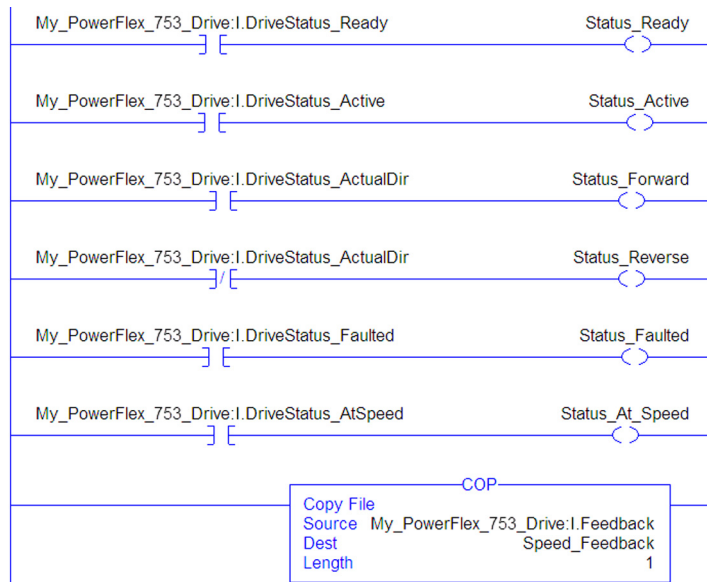 My_PowerFlex_753_Drive:I.DriveStatus_Ready Status_Ready
My_PowerFlex_753_Drive:I.DriveStatus_Active Status_Active
My_PowerFlex_753_Drive:I.DriveStatus_ActualDir Status_Forward
My_PowerFlex_753_Drive:I.DriveStatus_ActualDir Status_Reverse
My_PowerFlex_753_Drive:I.DriveStatus_Faulted Status_Faulted
My_PowerFlex_753_Drive:I.DriveStatus_AtSpeed Status_At_Speed
COP
Copy File
Source My_PowerFlex_753_Drive:I.Feedback
Dest Speed_Feedback
Length 1